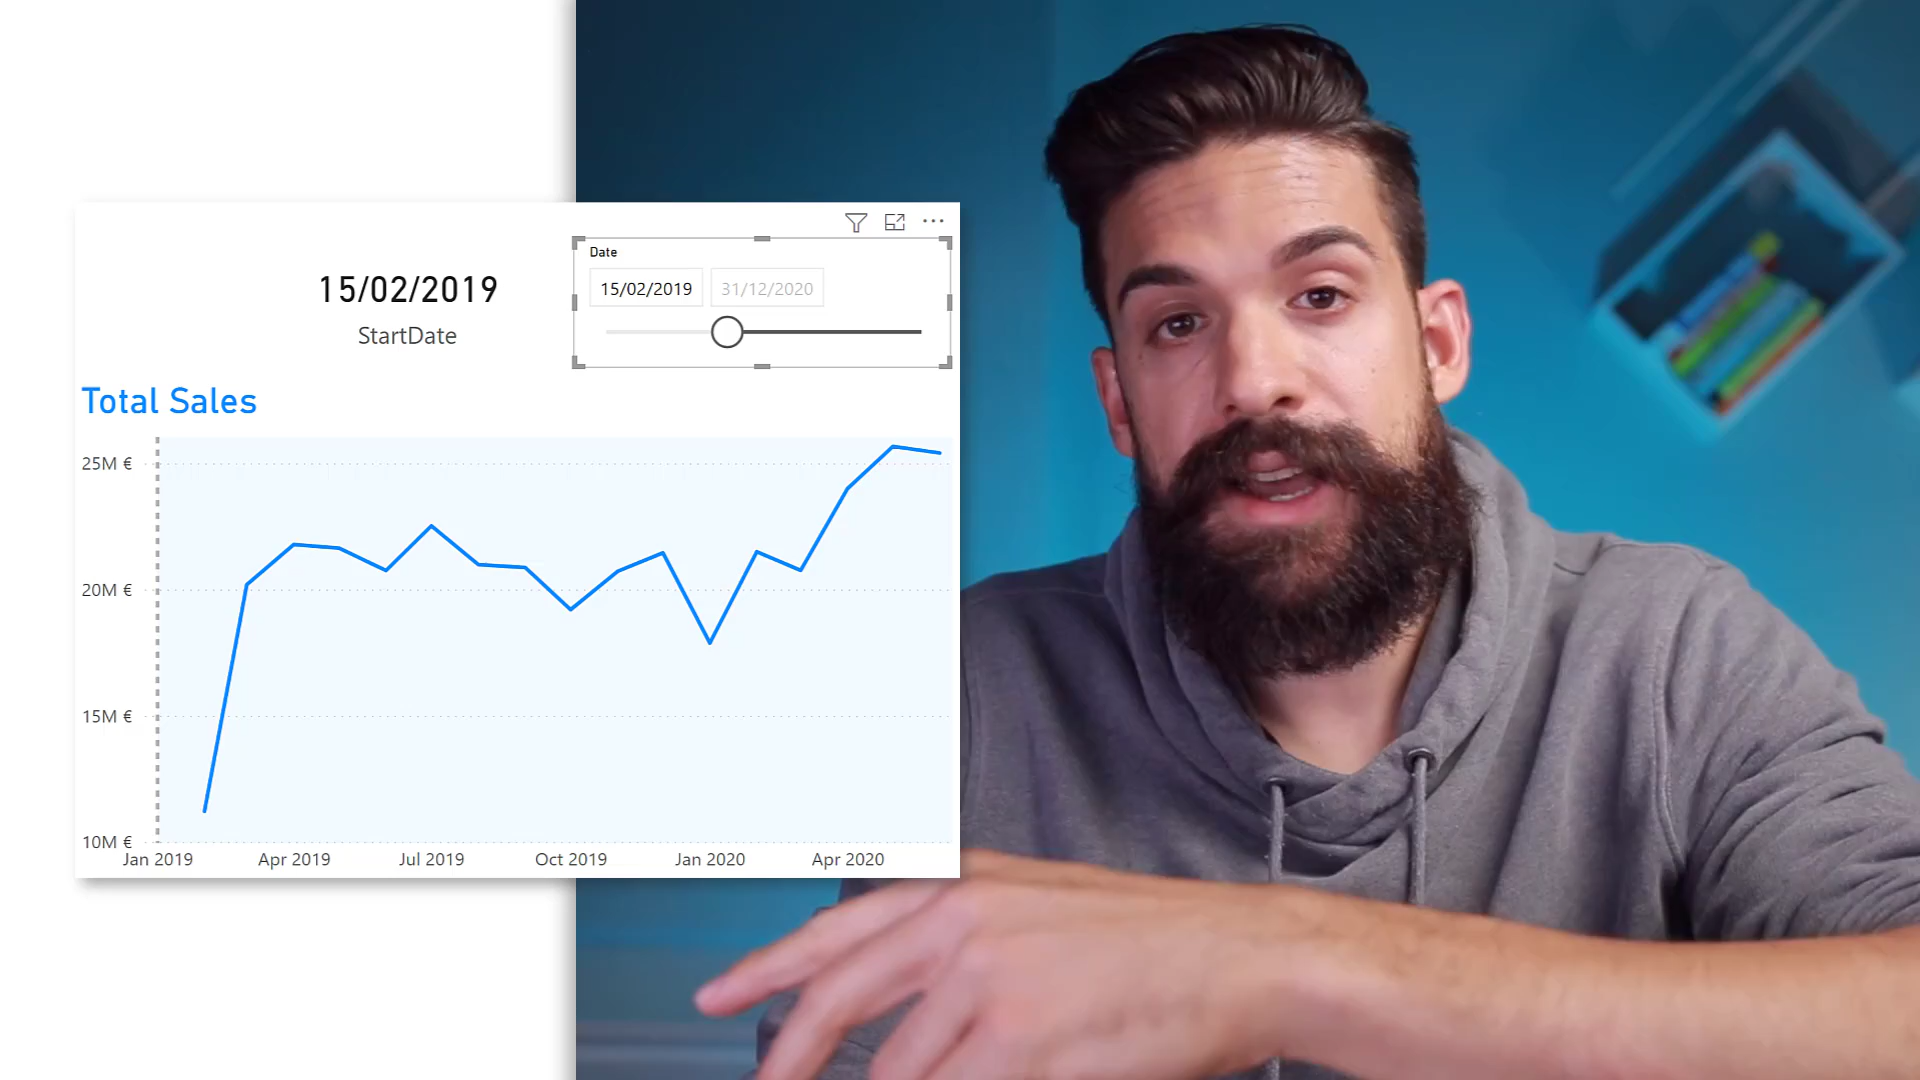 Date
15/02/2019 31/12/2020
15/02/2019
StartDate
Total Sales
25M €
20M €
15M €
10M €
Jan 2019 Apr 2019 Jul 2019 Oct 2019 Jan 2020 Apr 2020